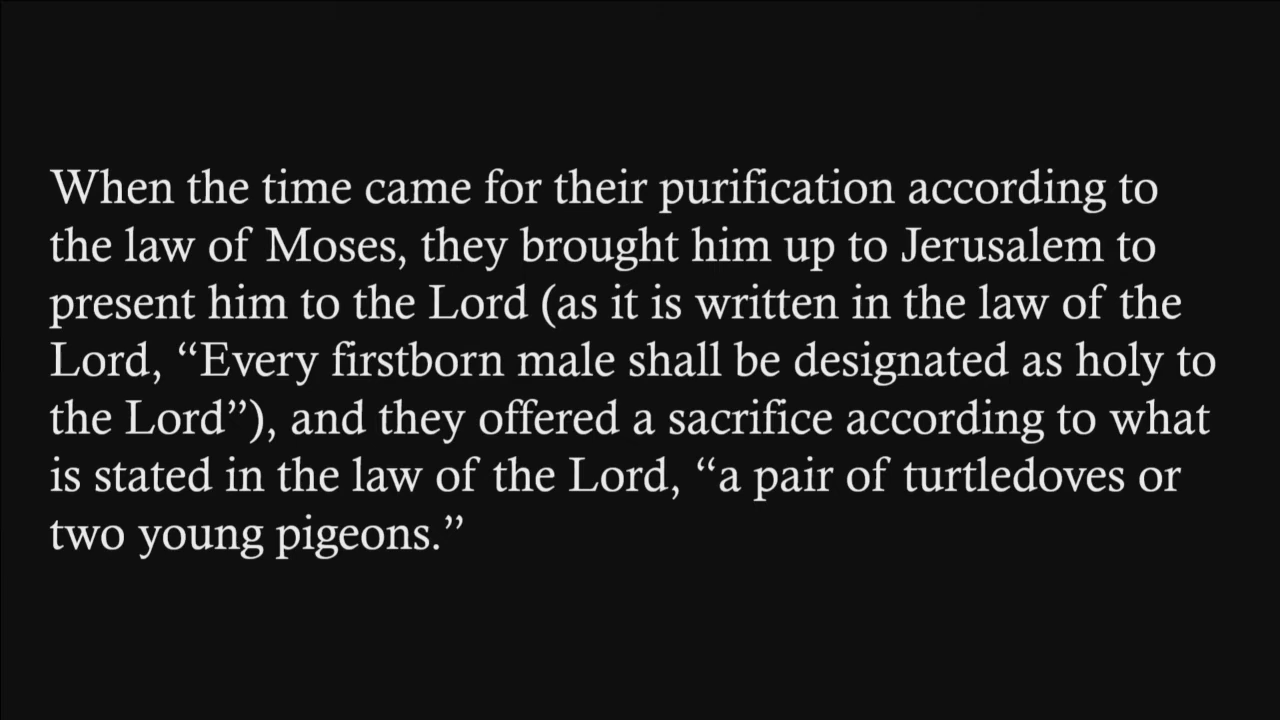 When the time came for their purification according to
the law of Moses, they brought him up to Jerusalem to
present him to the Lord (as it is written in the law of the
Lord, “Every firstborn male shall be designated as holy to
the Lord”), and they offered a sacrifice according to what
is stated in the law of the Lord, “a pair of turtledoves or
two young pigeons.”